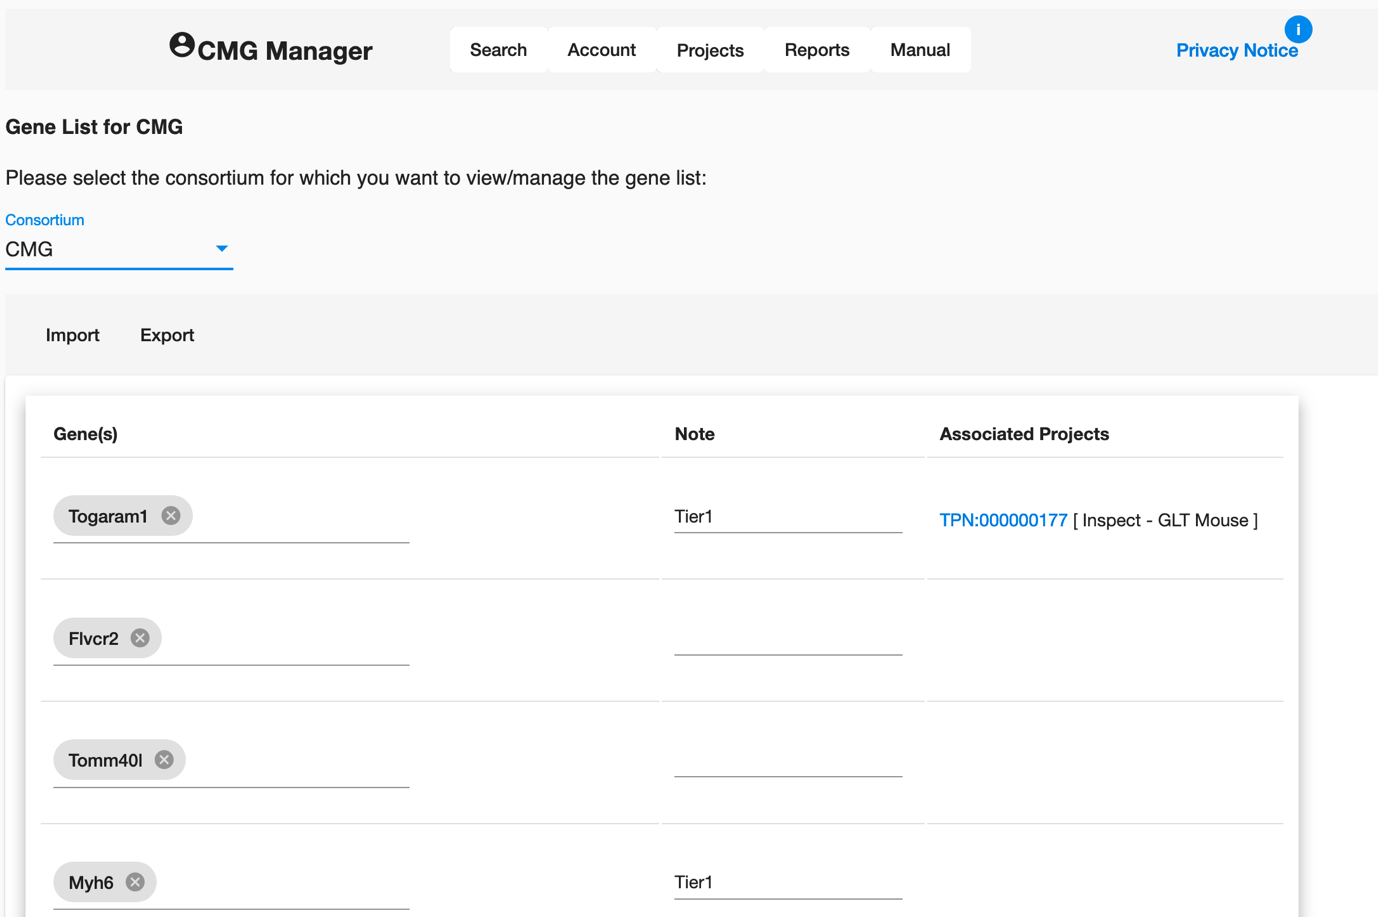 CMG Manager
Search Account Projects Reports Manual
i
Privacy Notice
Gene List for CMG
Please select the consortium for which you want to view/manage the gene list:
Consortium
CMG
Import Export
Gene(s) Note Associated Projects
Togaram1 Tier1 TPN:000000177 [ Inspect - GLT Mouse ]
Flvcr2
Tomm40l
Myh6 Tier1